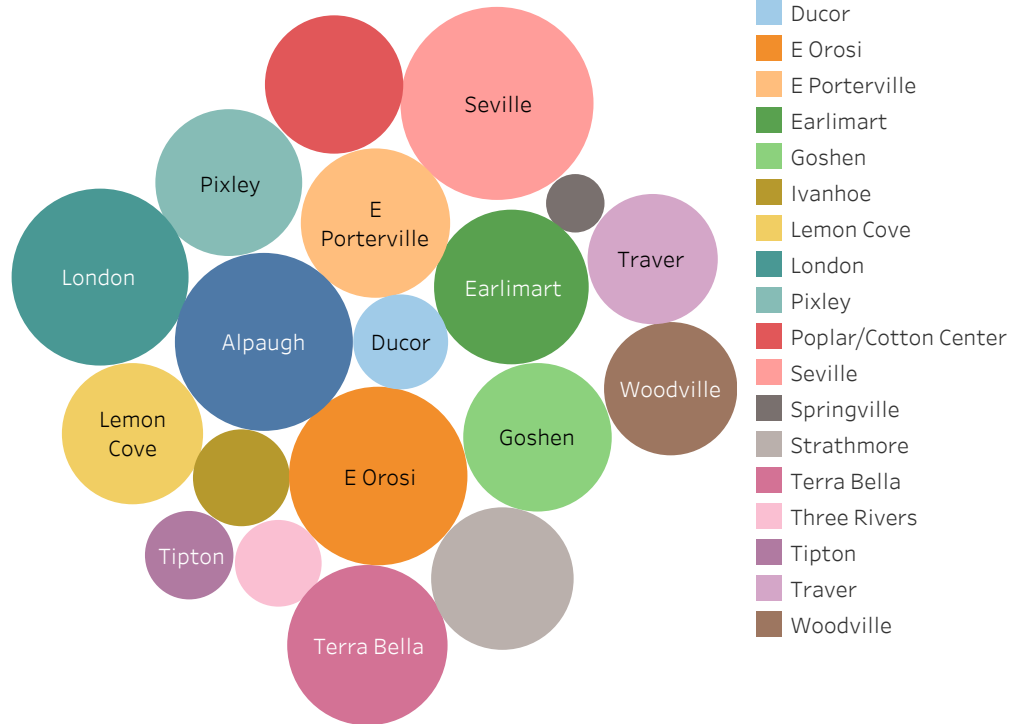 Seville
Pixley
E
Porterville
London
Traver
Earlimart
Alpaugh
Ducor
Woodville
Lemon
Cove
Goshen
E Orosi
Tipton
Terra Bella
Ducor
E Orosi
E Porterville
Earlimart
Goshen
Ivanhoe
Lemon Cove
London
Pixley
Poplar/Cotton Center
Seville
Springville
Strathmore
Terra Bella
Three Rivers
Tipton
Traver
Woodville